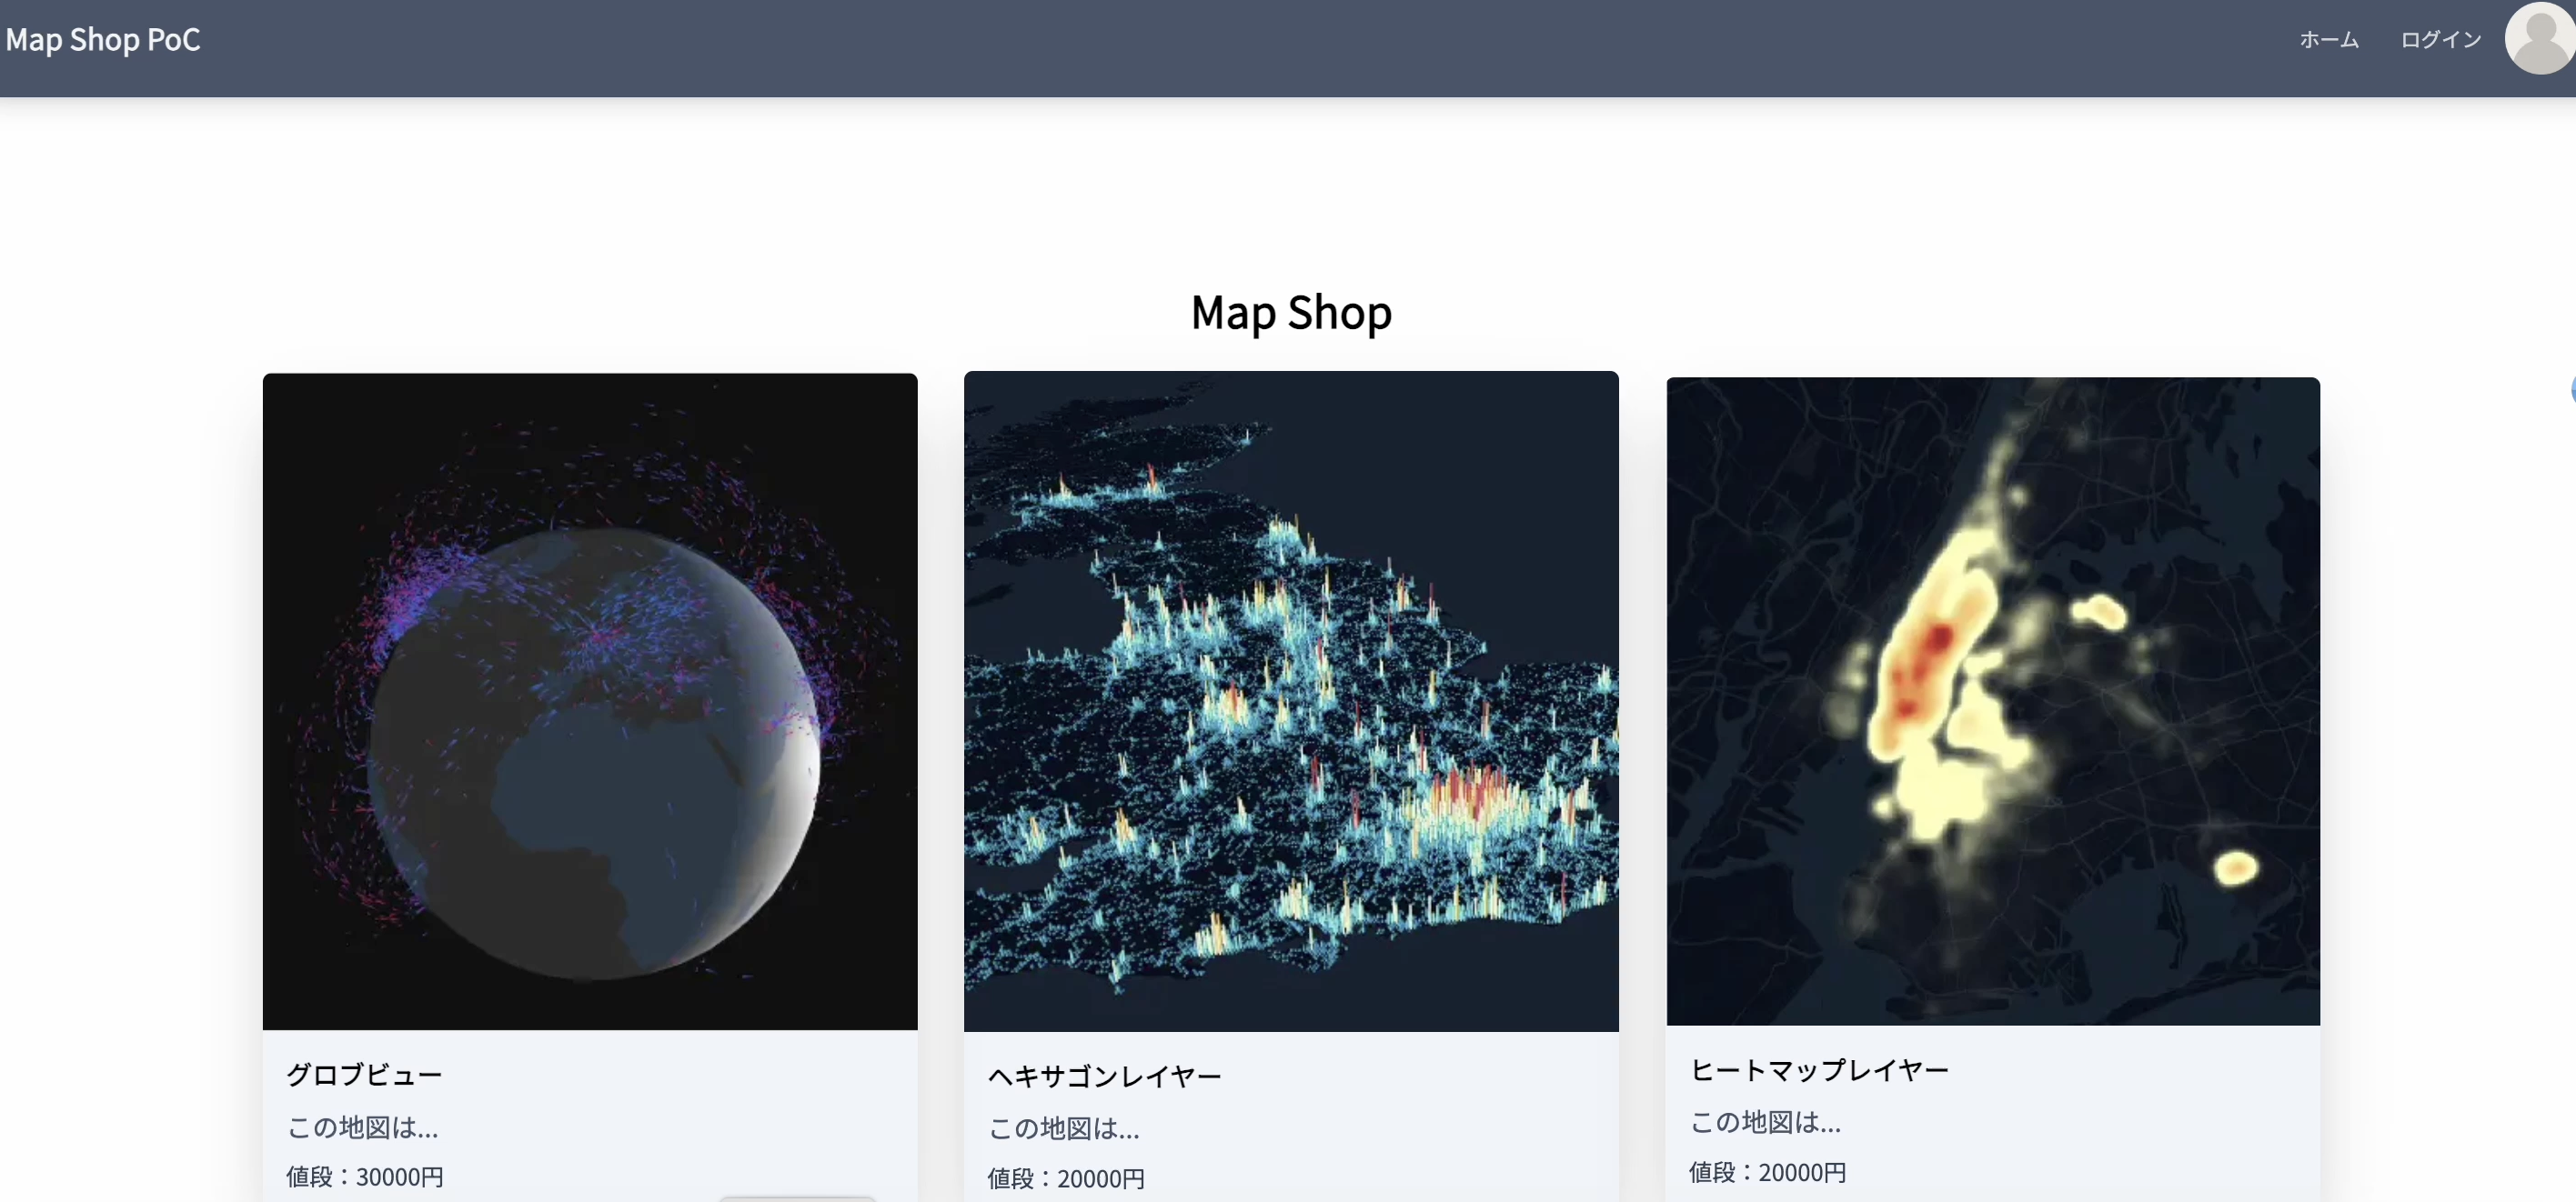 Map Shop PoC
ホーム
ログイン
Map Shop
グロブビュー
この地図は...
値段：30000円
ヘキサゴンレイヤー
この地図は...
値段：20000円
ヒートマップレイヤー
この地図は...
値段：20000円